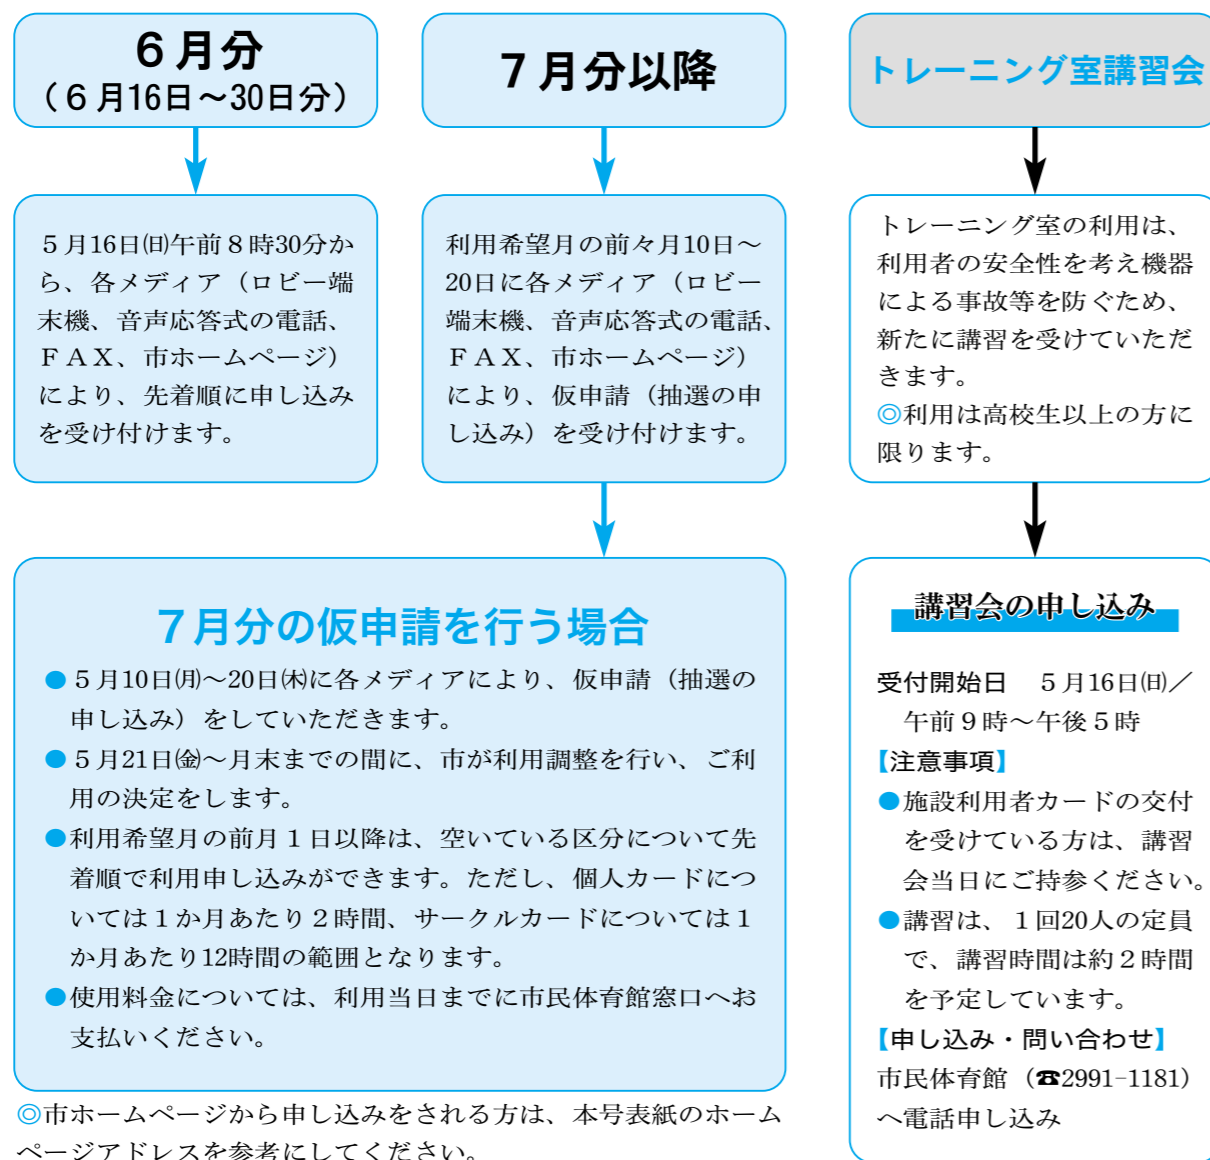 ６月分
（６月16日～30日分）
５月16日㈰午前８時30分か
ら、各メディア（ロビー端
末機、音声応答式の電話、
ＦＡＸ、市ホームページ）
により、先着順に申し込み
を受け付けます。
７月分以降
利用希望月の前々月10日～
20日に各メディア（ロビー
端末機、音声応答式の電話、
ＦＡＸ、市ホームページ）
により、仮申請（抽選の申
し込み）を受け付けます。
７月分の仮申請を行う場合
●５月10日㈪～20日㈭に各メディアにより、仮申請（抽選の
申し込み）をしていただきます。
●５月21日㈮～月末までの間に、市が利用調整を行い、ご利
用の決定をします。
●利用希望月の前月１日以降は、空いている区分について先
着順で利用申し込みができます。ただし、個人カードにつ
いては１か月あたり２時間、サークルカードについては１
か月あたり12時間の範囲となります。
●使用料金については、利用当日までに市民体育館窓口へお
支払いください。
◎市ホームページから申し込みをされる方は、本号表紙のホーム
ページアドレスを参考にしてください。
トレーニング室講習会
トレーニング室の利用は、
利用者の安全性を考え機器
による事故等を防ぐため、
新たに講習を受けていただ
きます。
◎利用は高校生以上の方に
限ります。
講習会の申し込み
受付開始日　５月16日㈰／
午前９時～午後５時
【注意事項】
●施設利用者カードの交付
を受けている方は、講習
会当日にご持参ください。
●講習は、１回20人の定員
で、講習時間は約２時間
を予定しています。
【申し込み・問い合わせ】
市民体育館（☎2991-1181）
へ電話申し込み